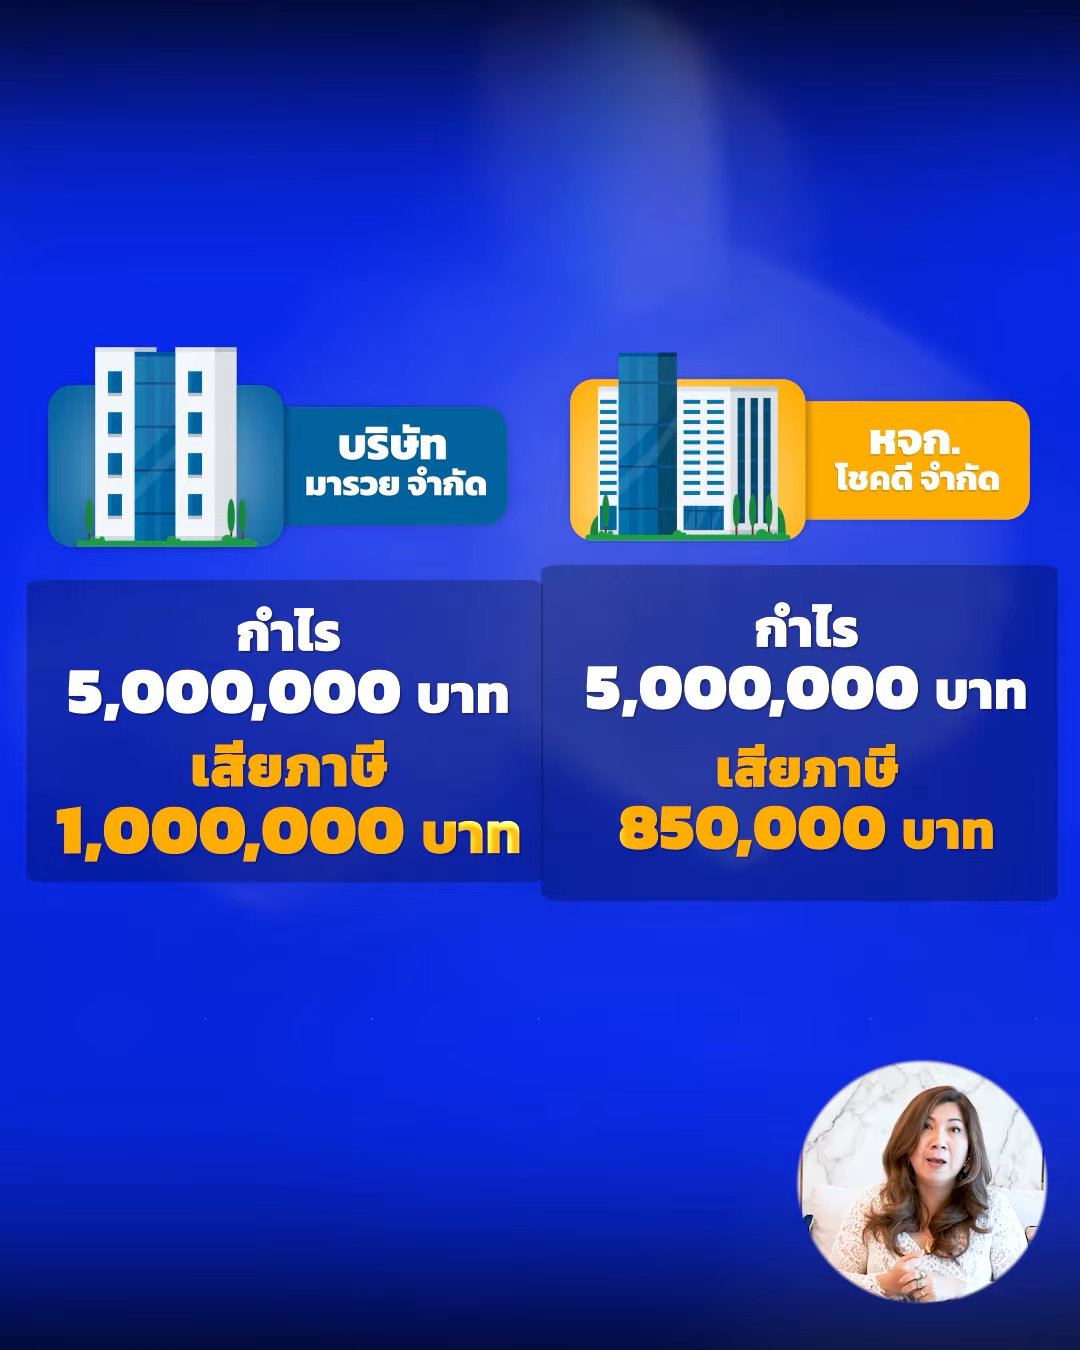 บริษัท
มารวย จำกัด
กำไร
5,000,000 บาท
เสียภาษี
1,000,000 บาท
หจก.
โชคดี จำกัด
กำไร
5,000,000 บาท
เสียภาษี
850,000 บาท